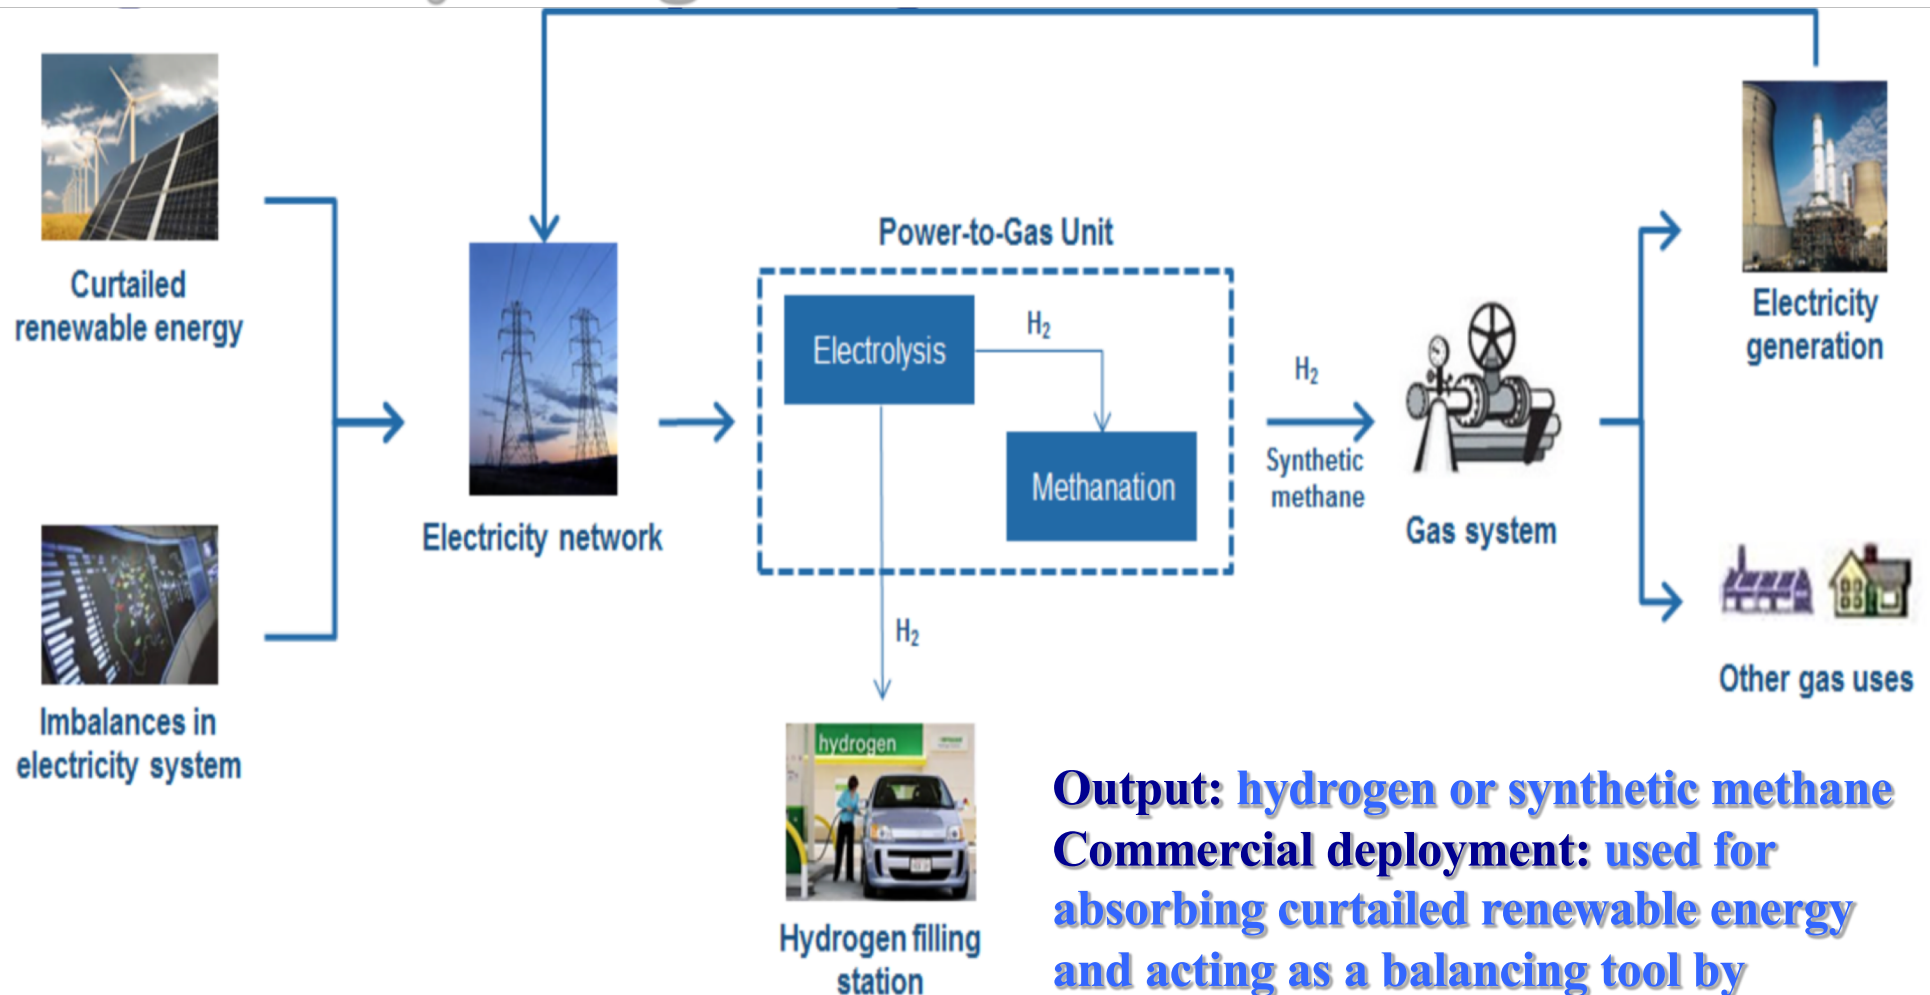 Curtailed
renewable energy
Imbalances in
electricity system
Electricity network
Power-to-Gas Unit
Electrolysis
H₂
Methanation
H₂
hydrogen
Hydrogen filling
station
H₂
Synthetic
methane
Gas system
Electricity
generation
Other gas uses
Output: hydrogen or synthetic methane
Commercial deployment: used for
absorbing curtailed renewable energy
and acting as a balancing tool by